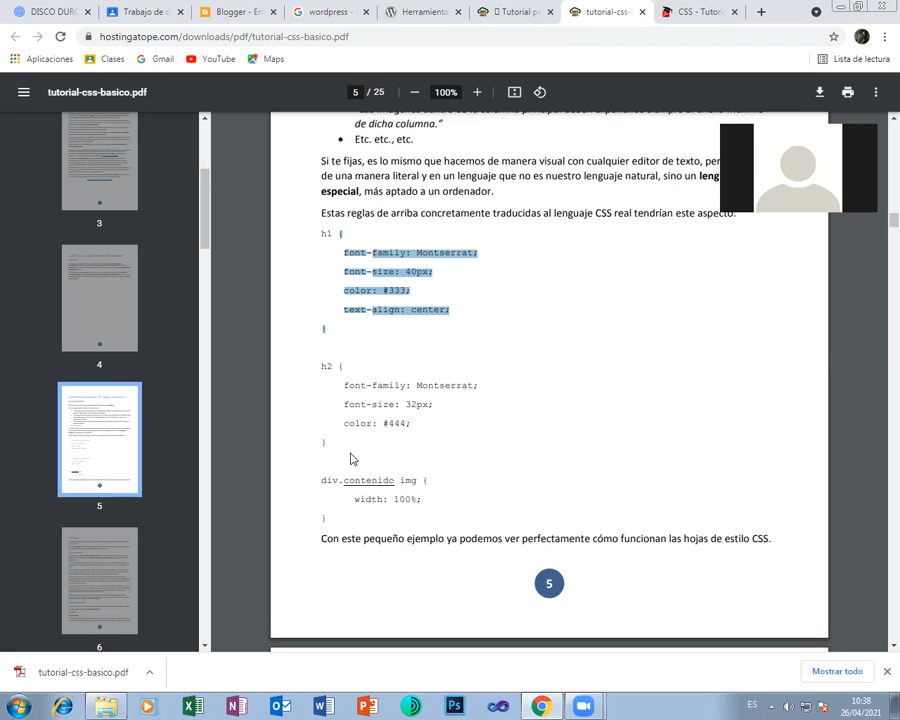 DISCO DURO
Trabajo de cl
Blogger - En
wordpress -
Herramienta
Tutorial pa
tutorial-css-
CSS - Tutori
hostingatope.com/downloads/pdf/tutorial-css-basico.pdf
Aplicaciones
Clases
Gmail
YouTube
Maps
Lista de lectura
tutorial-css-basico.pdf
5 / 25
100%
de dicha columna.”
• Etc. etc., etc.
Si te fijas, es lo mismo que hacemos de manera visual con cualquier editor de texto, per
de una manera literal y en un lenguaje que no es nuestro lenguaje natural, sino un leng
especial, más aptado a un ordenador.
Estas reglas de arriba concretamente traducidas al lenguaje CSS real tendrían este aspecto:
h1 {
font-family: Montserrat;
font-size: 40px;
color: #333;
text-align: center;
}
h2 {
font-family: Montserrat;
font-size: 32px;
color: #444;
}
div.contenido img {
width: 100%;
}
Con este pequeño ejemplo ya podemos ver perfectamente cómo funcionan las hojas de estilo CSS.
5
3
4
5
6
tutorial-css-basico.pdf
Mostrar todo
ES
10:38
26/04/2021